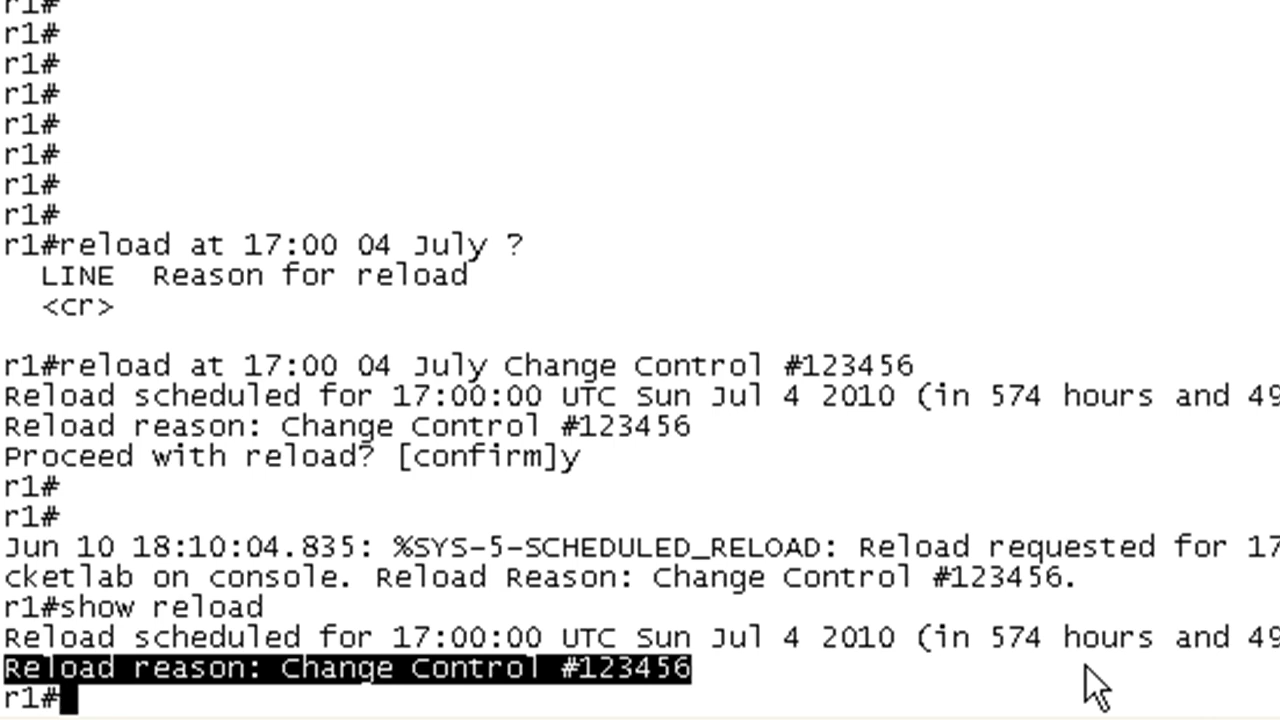 r1#
r1#
r1#
r1#
r1#
r1#
r1#
r1#
r1#reload at 17:00 04 July ?
  LINE  Reason for reload
  <cr>

r1#reload at 17:00 04 July Change Control #123456
Reload scheduled for 17:00:00 UTC Sun Jul 4 2010 (in 574 hours and 49
Reload reason: Change Control #123456
Proceed with reload? [confirm]y
r1#
r1#
Jun 10 18:10:04.835: %SYS-5-SCHEDULED_RELOAD: Reload requested for 17
cketlab on console. Reload Reason: Change Control #123456.
r1#show reload
Reload scheduled for 17:00:00 UTC Sun Jul 4 2010 (in 574 hours and 49
Reload reason: Change Control #123456
r1#